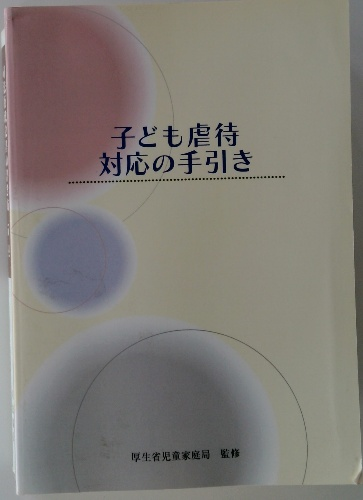 子ども虐待
対応の手引き
厚生省児童家庭局 監修